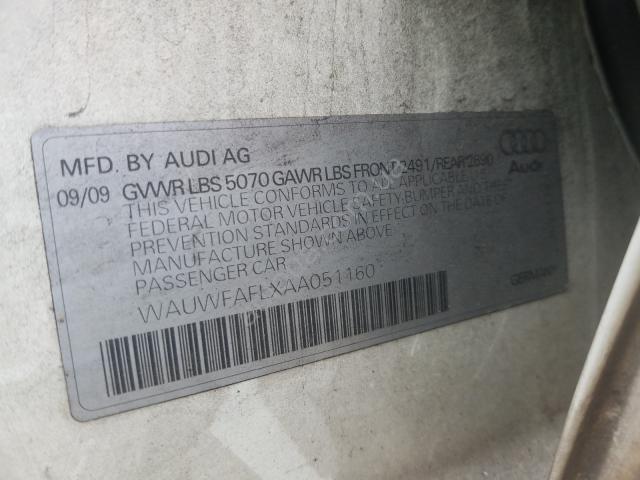 MFD. BY AUDI AG
09/09 GVWR LBS 5070 GAWR LBS FRONT 2491/REAR 2690
THIS VEHICLE CONFORMS TO ALL APPLICABLE U.S.
FEDERAL MOTOR VEHICLE SAFETY, BUMPER AND THEFT
PREVENTION STANDARDS IN EFFECT ON THE DATE OF
MANUFACTURE SHOWN ABOVE.
PASSENGER CAR
WAUWFAFLXAA051160
Audi
GERMANY